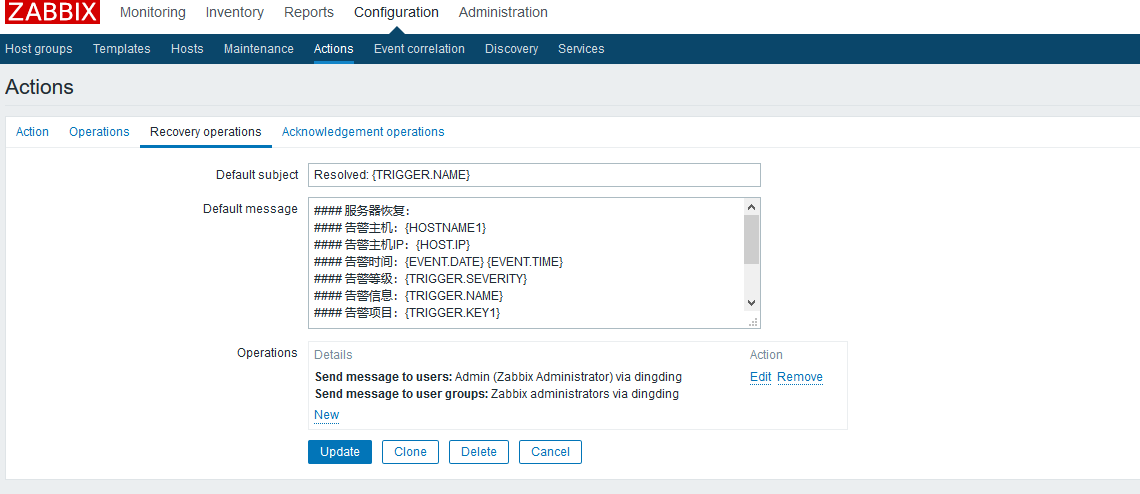 ZABBIX Monitoring Inventory Reports Configuration Administration
Host groups Templates Hosts Maintenance Actions Event correlation Discovery Services
Actions
Action Operations Recovery operations Acknowledgement operations
Default subject Resolved: {TRIGGER.NAME}
Default message #### 服务器恢复：
#### 告警主机：{HOSTNAME1}
#### 告警主机IP：{HOST.IP}
#### 告警时间：{EVENT.DATE} {EVENT.TIME}
#### 告警等级：{TRIGGER.SEVERITY}
#### 告警信息：{TRIGGER.NAME}
#### 告警项目：{TRIGGER.KEY1}
Operations Details Action
Send message to users: Admin (Zabbix Administrator) via dingding Edit Remove
Send message to user groups: Zabbix administrators via dingding
New
Update Clone Delete Cancel